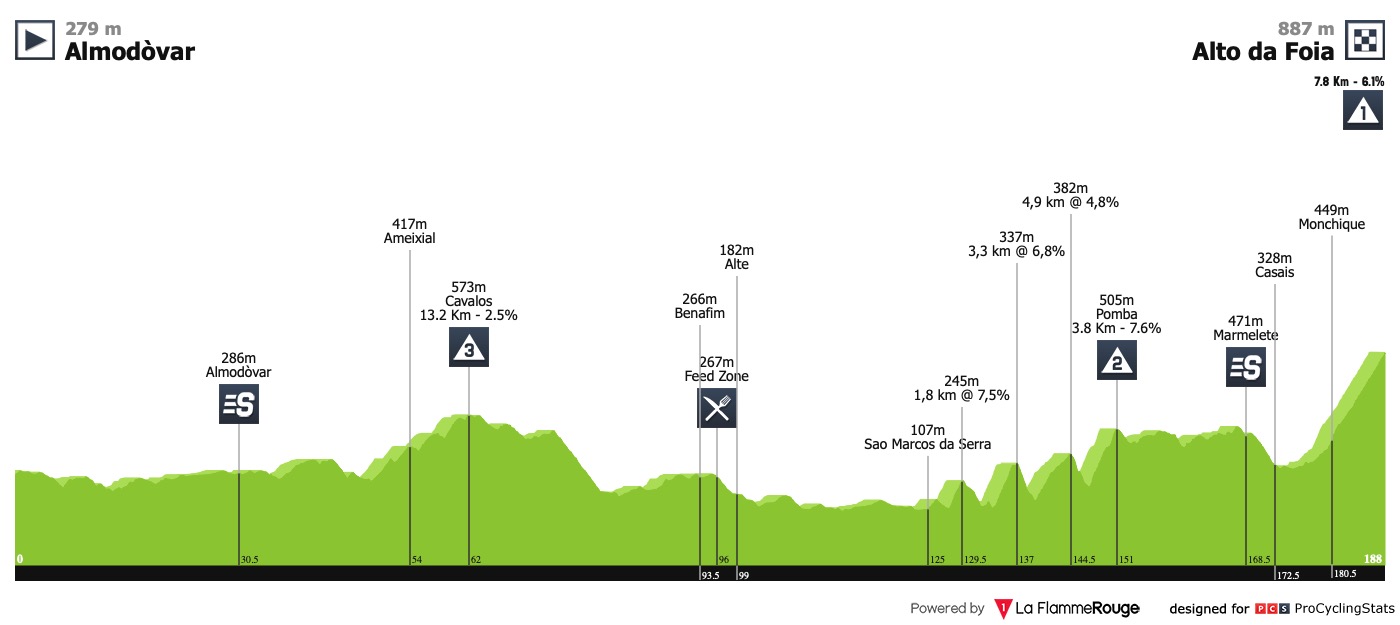 279 m
Almodòvar
887 m
Alto da Foia
7.8 Km - 6.1%
1
382m
4,9 km @ 4,8%
417m
Ameixial
337m
3,3 km @ 6,8%
449m
Monchique
182m
Alte
328m
Casais
573m
Cavalos
13.2 Km - 2.5%
3
266m
Benafim
505m
Pomba
3.8 Km - 7.6%
2
471m
Marmelete
S
286m
Almodòvar
S
267m
Feed Zone
245m
1,8 km @ 7,5%
107m
Sao Marcos da Serra
0
30.5
54
62
93.5
96
99
125
129.5
137
144.5
151
168.5
172.5
180.5
188
Powered by
1
La FlammeRouge
designed for
PCS
ProCyclingStats